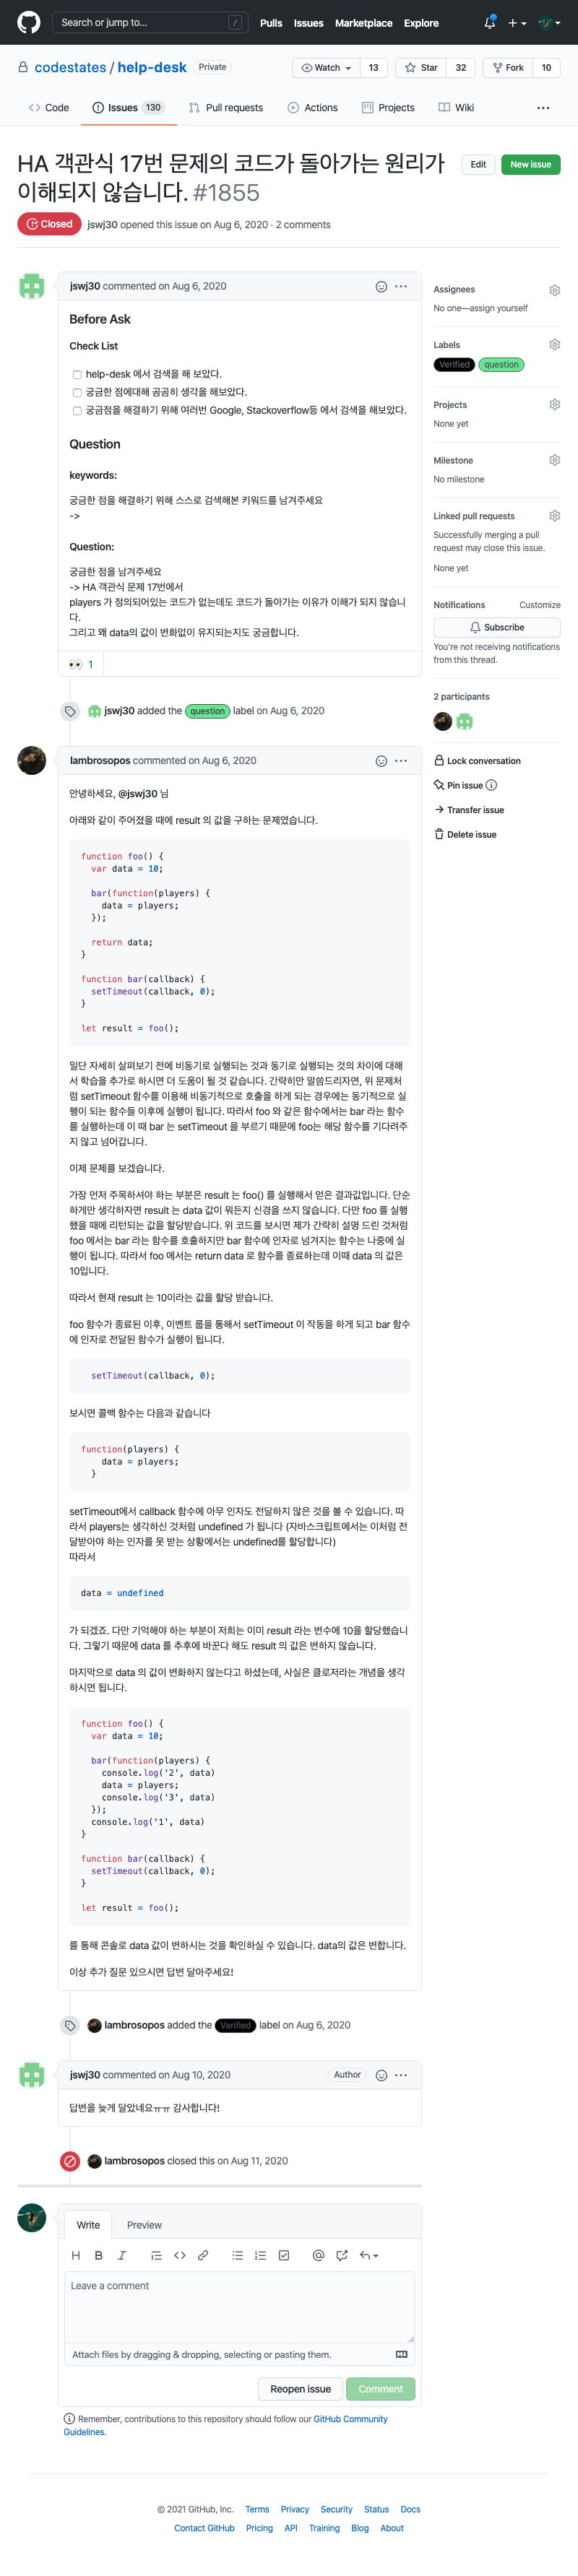 Search or jump to... /
Pulls Issues Marketplace Explore
codestates / help-desk Private
Watch 13 Star 32 Fork 10
Code Issues 130 Pull requests Actions Projects Wiki ...
HA 객관식 17번 문제의 코드가 돌아가는 원리가
이해되지 않습니다. #1855
Edit New issue
Closed jswj30 opened this issue on Aug 6, 2020 · 2 comments
jswj30 commented on Aug 6, 2020
Before Ask
Check List
help-desk 에서 검색을 해 보았다.
궁금한 점에대해 곰곰히 생각을 해보았다.
궁금점을 해결하기 위해 여러번 Google, Stackoverflow등 에서 검색을 해보았다.
Question
keywords:
궁금한 점을 해결하기 위해 스스로 검색해본 키워드를 남겨주세요
->
Question:
궁금한 점을 남겨주세요
-> HA 객관식 문제 17번에서
players 가 정의되어있는 코드가 없는데도 코드가 돌아가는 이유가 이해가 되지 않습니
다.
그리고 왜 data의 값이 변화없이 유지되는지도 궁금합니다.
👀 1
Assignees
No one—assign yourself
Labels
Verified question
Projects
None yet
Milestone
No milestone
Linked pull requests
Successfully merging a pull
request may close this issue.
None yet
Notifications Customize
Subscribe
You're not receiving notifications
from this thread.
2 participants
Lock conversation
Pin issue
Transfer issue
Delete issue
jswj30 added the question label on Aug 6, 2020
lambrosopos commented on Aug 6, 2020
안녕하세요, @jswj30 님
아래와 같이 주어졌을 때에 result 의 값을 구하는 문제였습니다.
function foo() {
var data = 10;
bar(function(players) {
data = players;
});
return data;
}
function bar(callback) {
setTimeout(callback, 0);
}
let result = foo();
일단 자세히 살펴보기 전에 비동기로 실행되는 것과 동기로 실행되는 것의 차이에 대해
서 학습을 추가로 하시면 더 도움이 될 것 같습니다. 간략히만 말씀드리자면, 위 문제처
럼 setTimeout 함수를 이용해 비동기적으로 호출을 하게 되는 경우에는 동기적으로 실
행이 되는 함수들 이후에 실행이 됩니다. 따라서 foo 와 같은 함수에서는 bar 라는 함수
를 실행하는데 이 때 bar 는 setTimeout 을 부르기 때문에 foo는 해당 함수를 기다려주
지 않고 넘어갑니다.
이제 문제를 보겠습니다.
가장 먼저 주목하셔야 하는 부분은 result 는 foo() 를 실행해서 얻은 결과값입니다. 단순
하게만 생각하자면 result 는 data 값이 뭐든지 신경을 쓰지 않습니다. 다만 foo 를 실행
했을 때에 리턴되는 값을 할당받습니다. 위 코드를 보시면 제가 간략히 설명 드린 것처럼
foo 에서는 bar 라는 함수를 호출하지만 bar 함수에 인자로 넘겨지는 함수는 나중에 실
행이 됩니다. 따라서 foo 에서는 return data 로 함수를 종료하는데 이때 data 의 값은
10입니다.
따라서 현재 result 는 10이라는 값을 할당 받습니다.
foo 함수가 종료된 이후, 이벤트 룹을 통해서 setTimeout 이 작동을 하게 되고 bar 함수
에 인자로 전달된 함수가 실행이 됩니다.
setTimeout(callback, 0);
보시면 콜백 함수는 다음과 같습니다
function(players) {
data = players;
}
setTimeout에서 callback 함수에 아무 인자도 전달하지 않은 것을 볼 수 있습니다. 따
라서 players는 생각하신 것처럼 undefined 가 됩니다 (자바스크립트에서는 이처럼 전
달받아야 하는 인자를 못 받는 상황에서는 undefined를 할당합니다)
따라서
data = undefined
가 되겠죠. 다만 기억해야 하는 부분이 저희는 이미 result 라는 변수에 10을 할당했습니
다. 그렇기 때문에 data 를 추후에 바꾼다 해도 result 의 값은 변하지 않습니다.
마지막으로 data 의 값이 변화하지 않는다고 하셨는데, 사실은 클로저라는 개념을 생각
하시면 됩니다.
function foo() {
var data = 10;
bar(function(players) {
console.log('2', data)
data = players;
console.log('3', data)
});
console.log('1', data)
}
function bar(callback) {
setTimeout(callback, 0);
}
let result = foo();
를 통해 콘솔로 data 값이 변하시는 것을 확인하실 수 있습니다. data의 값은 변합니다.
이상 추가 질문 있으시면 답변 달아주세요!
lambrosopos added the Verified label on Aug 6, 2020
jswj30 commented on Aug 10, 2020 Author
답변을 늦게 달았네요ㅠㅠ 감사합니다!
lambrosopos closed this on Aug 11, 2020
Write Preview
Leave a comment
Attach files by dragging & dropping, selecting or pasting them.
Reopen issue Comment
Remember, contributions to this repository should follow our GitHub Community
Guidelines.
© 2021 GitHub, Inc. Terms Privacy Security Status Docs
Contact GitHub Pricing API Training Blog About